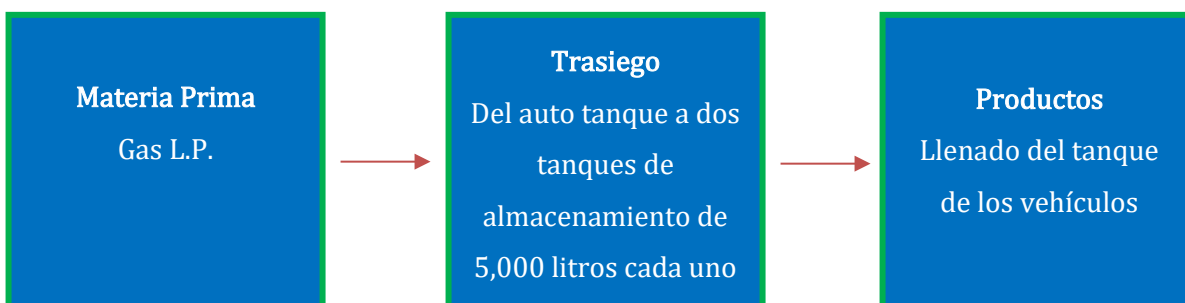 Materia Prima
Gas L.P.
Trasiego
Del auto tanque a dos
tanques de
almacenamiento de
5,000 litros cada uno
Productos
Llenado del tanque
de los vehículos